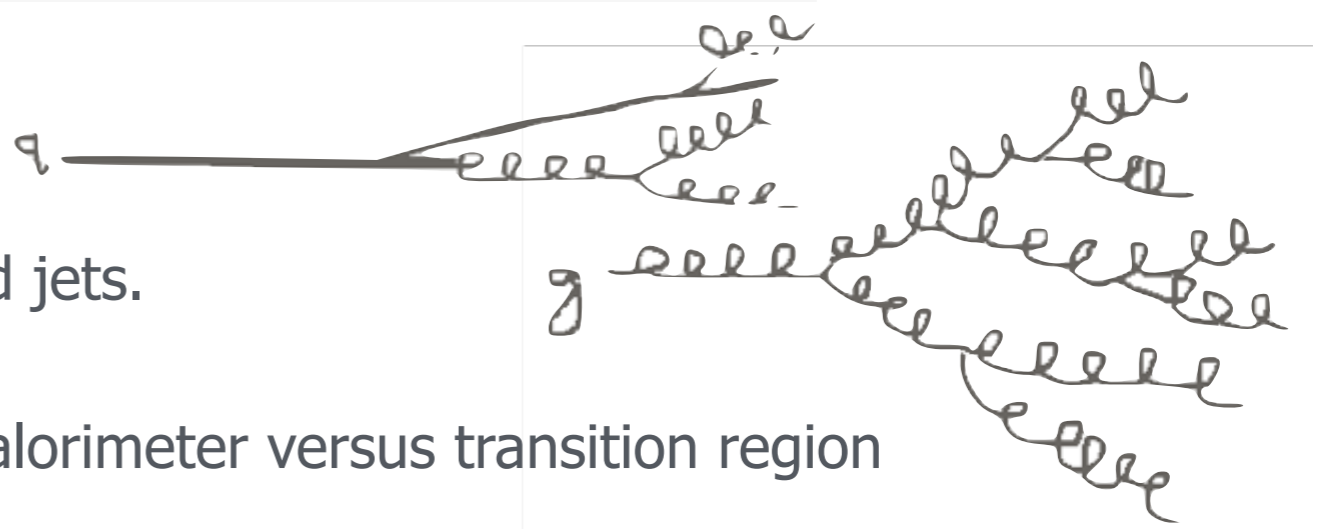 q
g
d jets.
alorimeter versus transition region